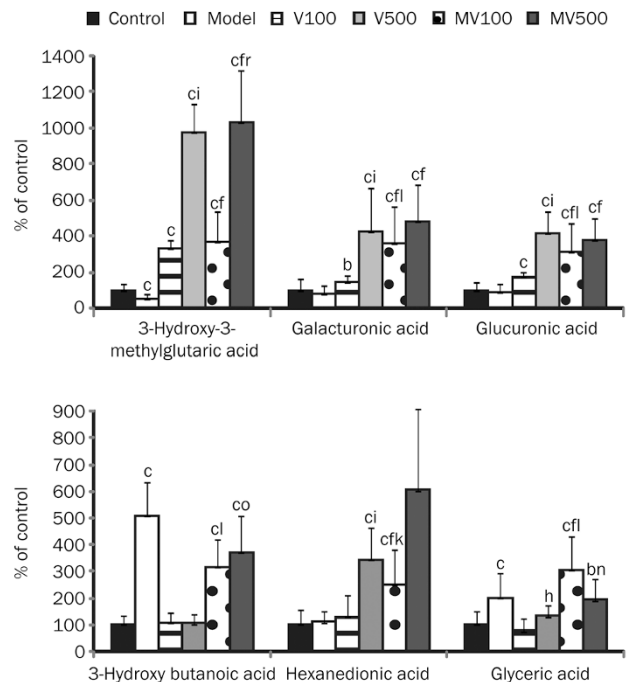 Control Model V100 V500 MV100 MV500
1400
1200
1000
800
600
400
200
0
% of control
c
c
ci
cf
cfr
b
ci
cfl
cf
c
ci
cfl
cf
3-Hydroxy-3-
methylglutaric acid
Galacturonic acid
Glucuronic acid
900
800
700
600
500
400
300
200
100
0
% of control
c
cl
co
ci
cfk
c
h
cfl
bn
3-Hydroxy butanoic acid
Hexanedionic acid
Glyceric acid